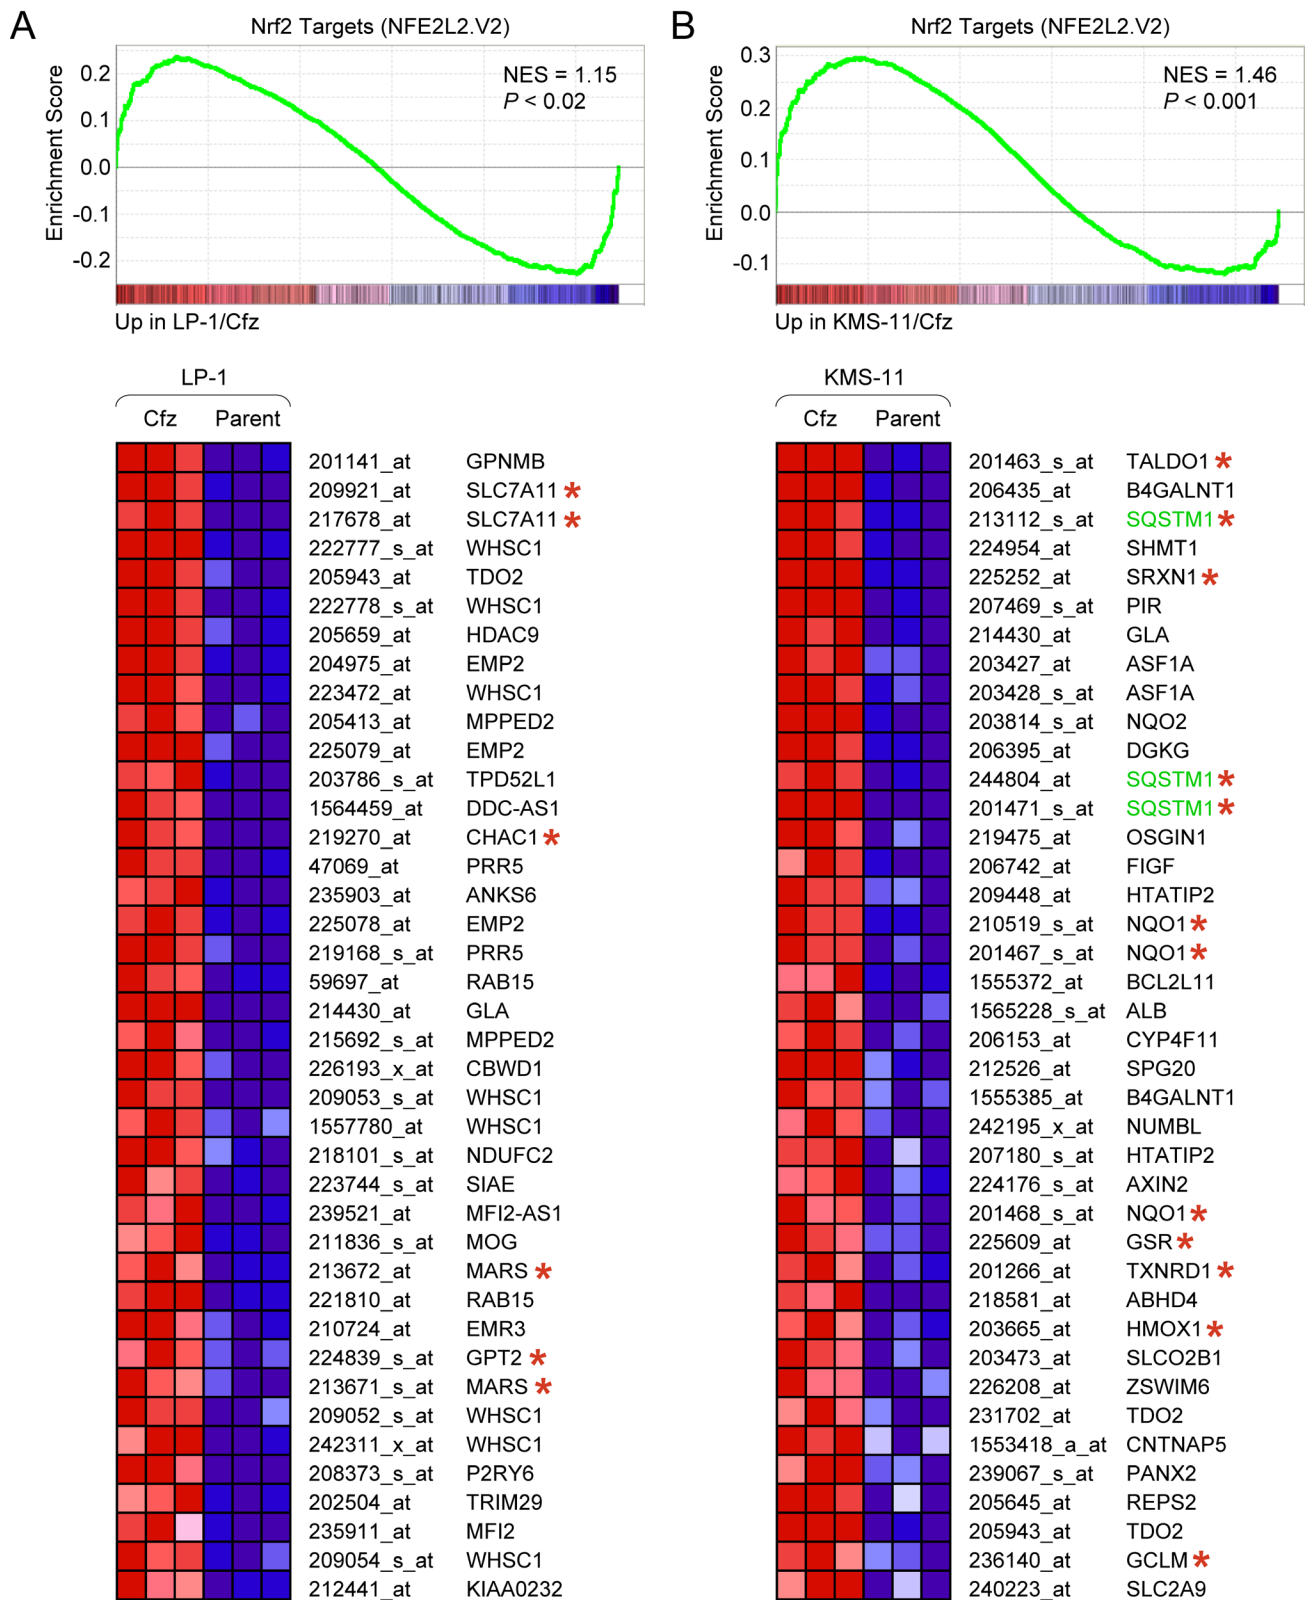 A
Nrf2 Targets (NFE2L2.V2)
Enrichment Score
0.2
0.1
0.0
-0.1
-0.2
NES = 1.15
P < 0.02
Up in LP-1/Cfz
LP-1
Cfz Parent
201141_at GPNMB
209921_at SLC7A11 *
217678_at SLC7A11 *
222777_s_at WHSC1
205943_at TDO2
222778_s_at WHSC1
205659_at HDAC9
204975_at EMP2
223472_at WHSC1
205413_at MPPED2
225079_at EMP2
203786_s_at TPD52L1
1564459_at DDC-AS1
219270_at CHAC1 *
47069_at PRR5
235903_at ANKS6
225078_at EMP2
219168_s_at PRR5
59697_at RAB15
214430_at GLA
215692_s_at MPPED2
226193_x_at CBWD1
209053_s_at WHSC1
1557780_at WHSC1
218101_s_at NDUFC2
223744_s_at SIAE
239521_at MFI2-AS1
211836_s_at MOG
213672_at MARS *
221810_at RAB15
210724_at EMR3
224839_s_at GPT2 *
213671_s_at MARS *
209052_s_at WHSC1
242311_x_at WHSC1
208373_s_at P2RY6
202504_at TRIM29
235911_at MFI2
209054_s_at WHSC1
212441_at KIAA0232
B
Nrf2 Targets (NFE2L2.V2)
Enrichment Score
0.3
0.2
0.1
0.0
-0.1
NES = 1.46
P < 0.001
Up in KMS-11/Cfz
KMS-11
Cfz Parent
201463_s_at TALDO1 *
206435_at B4GALNT1
213112_s_at SQSTM1 *
224954_at SHMT1
225252_at SRXN1 *
207469_s_at PIR
214430_at GLA
203427_at ASF1A
203428_s_at ASF1A
203814_s_at NQO2
206395_at DGKG
244804_at SQSTM1 *
201471_s_at SQSTM1 *
219475_at OSGIN1
206742_at FIGF
209448_at HTATIP2
210519_s_at NQO1 *
201467_s_at NQO1 *
1555372_at BCL2L11
1565228_s_at ALB
206153_at CYP4F11
212526_at SPG20
1555385_at B4GALNT1
242195_x_at NUMBL
207180_s_at HTATIP2
224176_s_at AXIN2
201468_s_at NQO1 *
225609_at GSR *
201266_at TXNRD1 *
218581_at ABHD4
203665_at HMOX1 *
203473_at SLCO2B1
226208_at ZSWIM6
231702_at TDO2
1553418_a_at CNTNAP5
239067_s_at PANX2
205645_at REPS2
205943_at TDO2
236140_at GCLM *
240223_at SLC2A9